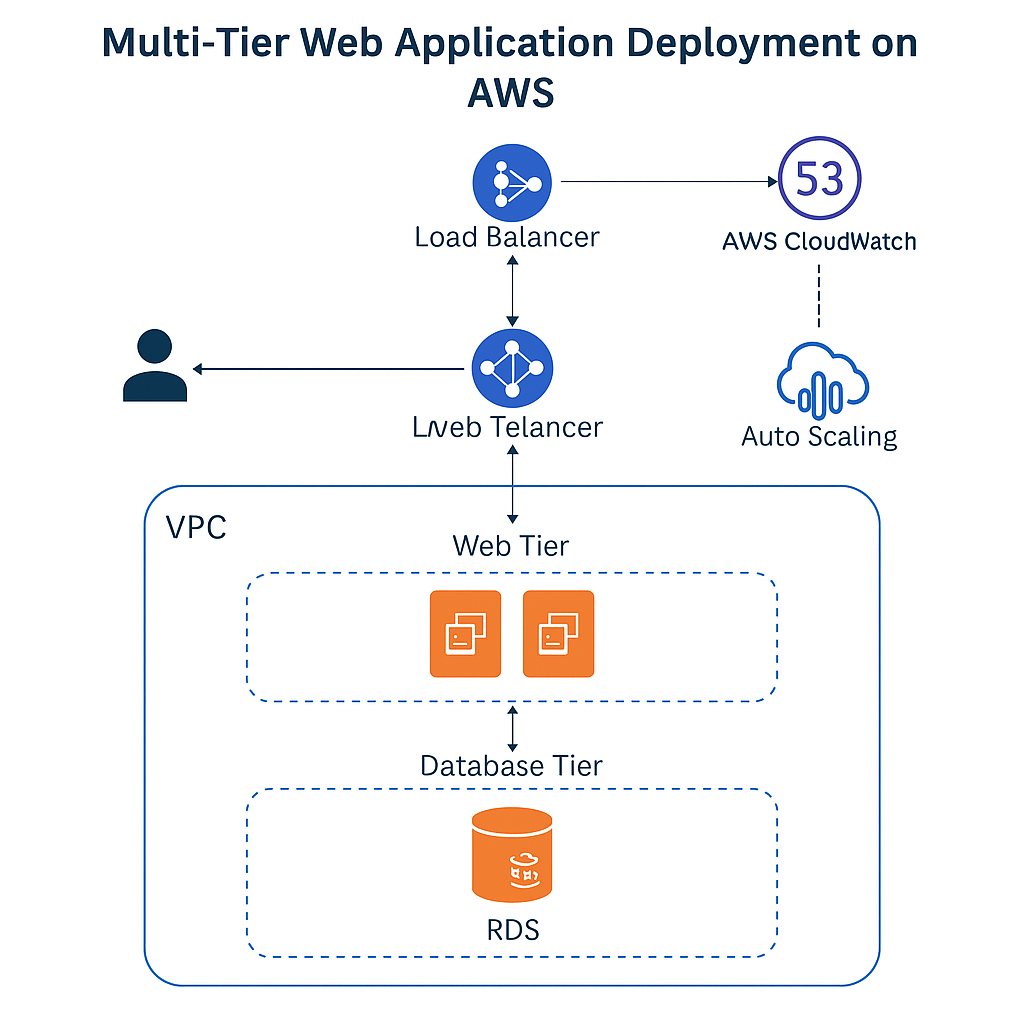 Multi-Tier Web Application Deployment on
AWS
53
Load Balancer
AWS CloudWatch
Lweb Telancer
Auto Scaling
VPC
Web Tier
Database Tier
RDS